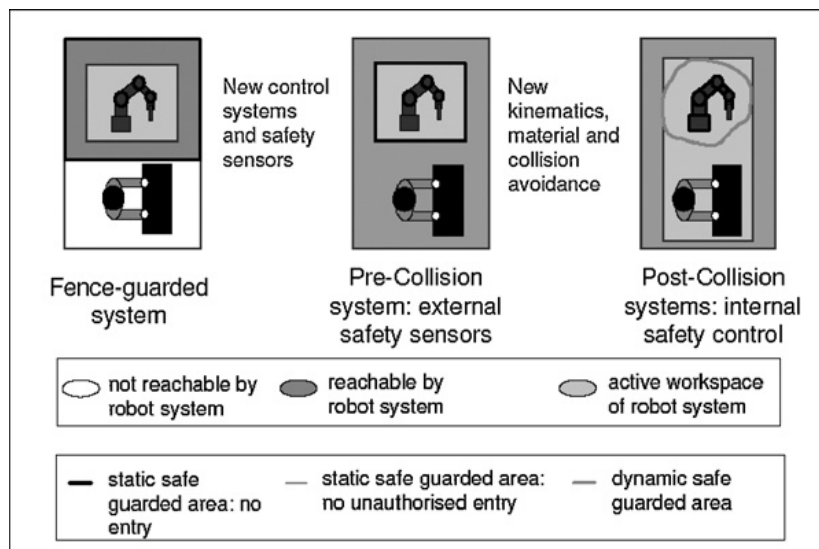 New control
systems
and safety
sensors
New
kinematics,
material and
collision
avoidance
Fence-guarded
system
Pre-Collision
system: external
safety sensors
Post-Collision
systems: internal
safety control
not reachable by
robot system
reachable by
robot system
active workspace
of robot system
static safe
guarded area: no
entry
static safe guarded area:
no unauthorised entry
dynamic safe
guarded area